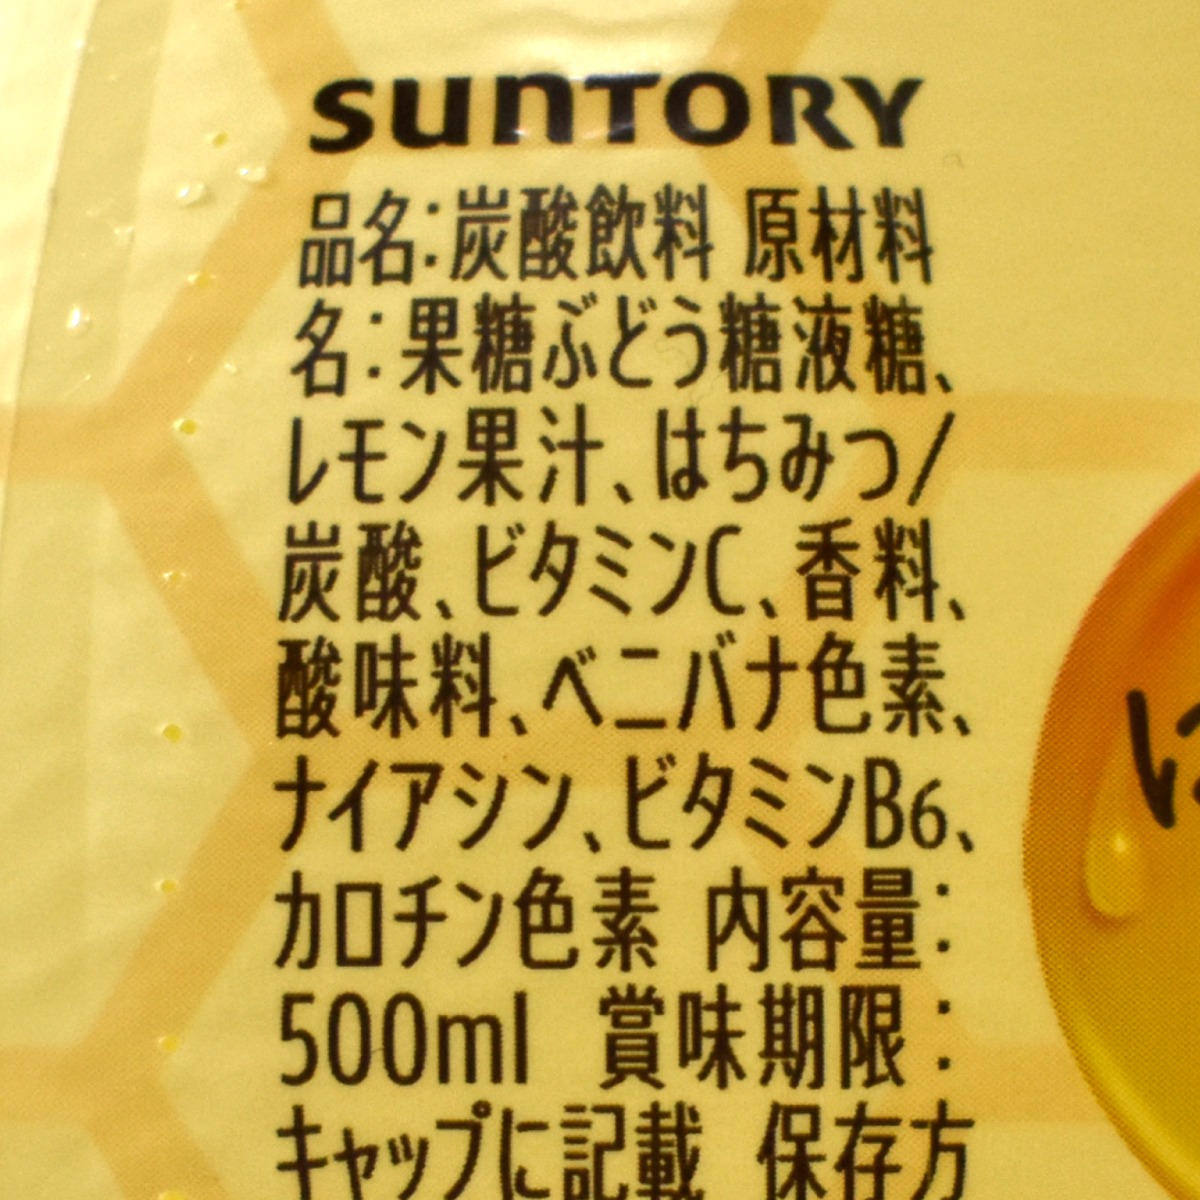 SUNTORY
品名:炭酸飲料 原材料
名:果糖ぶどう糖液糖、
レモン果汁、はちみつ/
炭酸、ビタミンC、香料、
酸味料、ベニバナ色素、
ナイアシン、ビタミンB6、
カロチン色素 内容量:
500ml 賞味期限:
キャップに記載 保存方
は